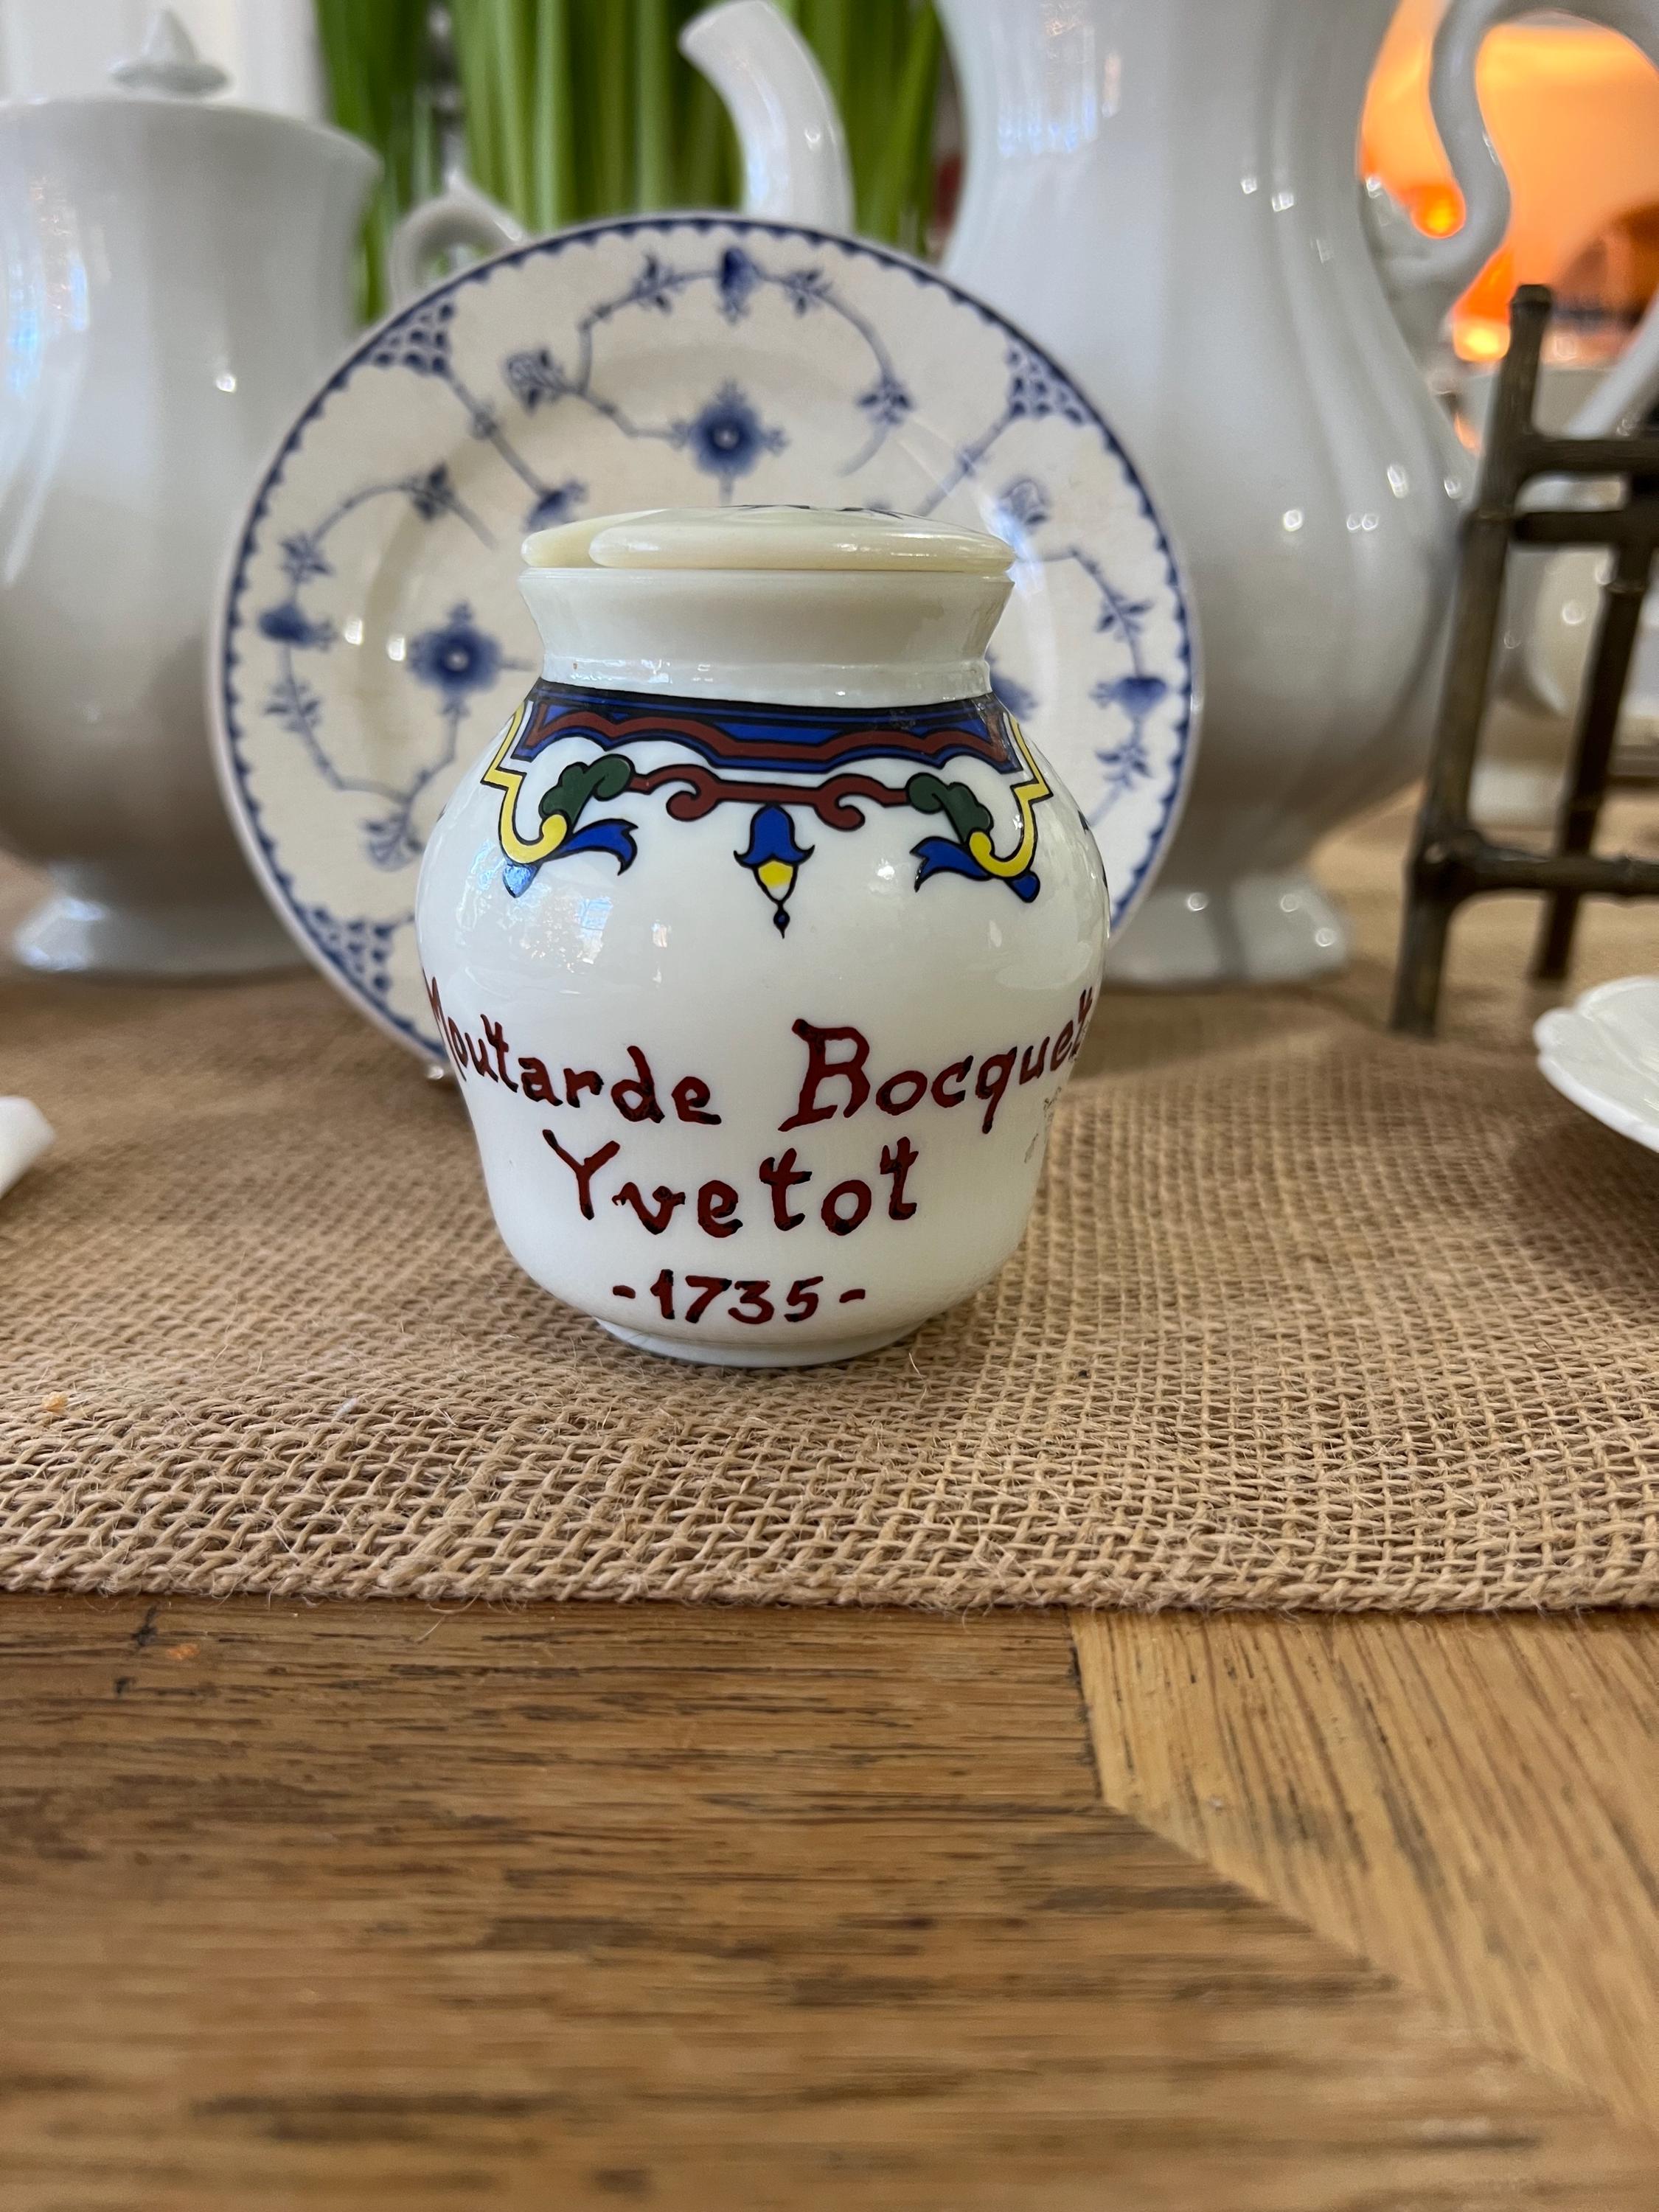 Moutarde Bocquet
Yvetot
-1735-